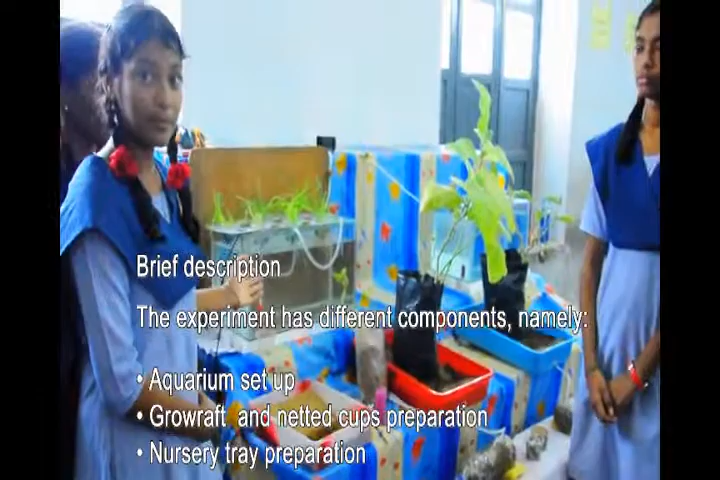 Brief description
The experiment has different components, namely:
• Aquarium set up
• Growraft and netted cups preparation
• Nursery tray preparation